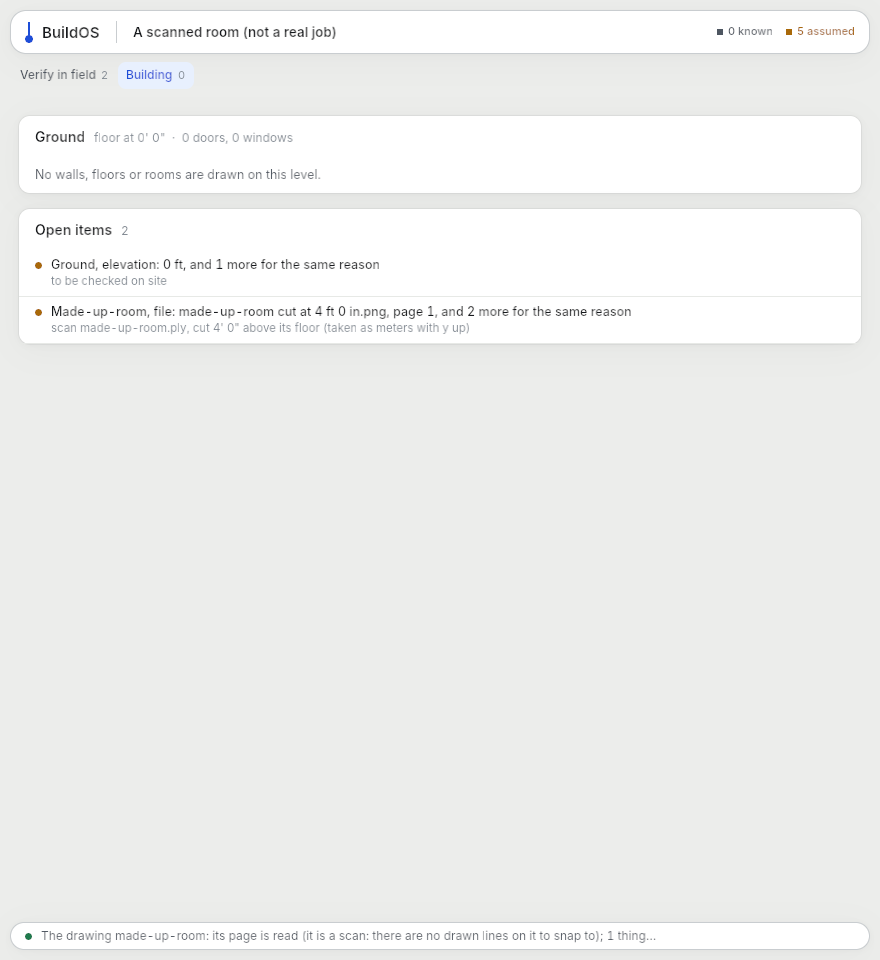 BuildOS A scanned room (not a real job) 0 known 5 assumed
Verify in field 2 Building 0
Ground floor at 0' 0" · 0 doors, 0 windows
No walls, floors or rooms are drawn on this level.
Open items 2
Ground, elevation: 0 ft, and 1 more for the same reason
to be checked on site
Made-up-room, file: made-up-room cut at 4 ft 0 in.png, page 1, and 2 more for the same reason
scan made-up-room.ply, cut 4' 0" above its floor (taken as meters with y up)
The drawing made-up-room: its page is read (it is a scan: there are no drawn lines on it to snap to); 1 thing...